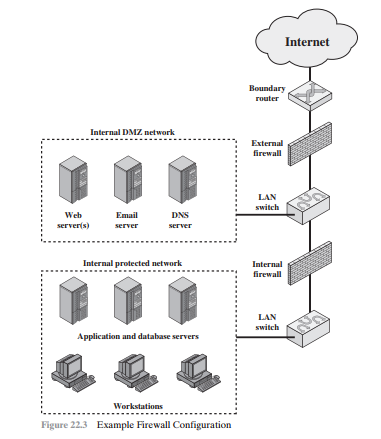 Internet
Boundary
router
Internal DMZ network
External
firewall
Web
server(s)
Email
server
DNS
server
LAN
switch
Internal protected network
Internal
firewall
Application and database servers
LAN
switch
Workstations
Figure 22.3 Example Firewall Configuration